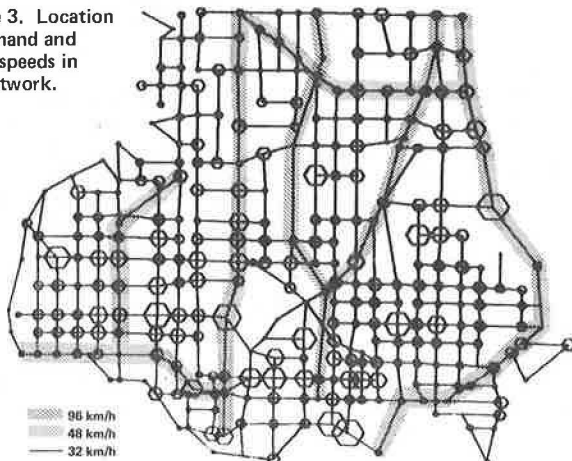 3. Location
mand and
speeds in
twork.
96 km/h
48 km/h
32 km/h